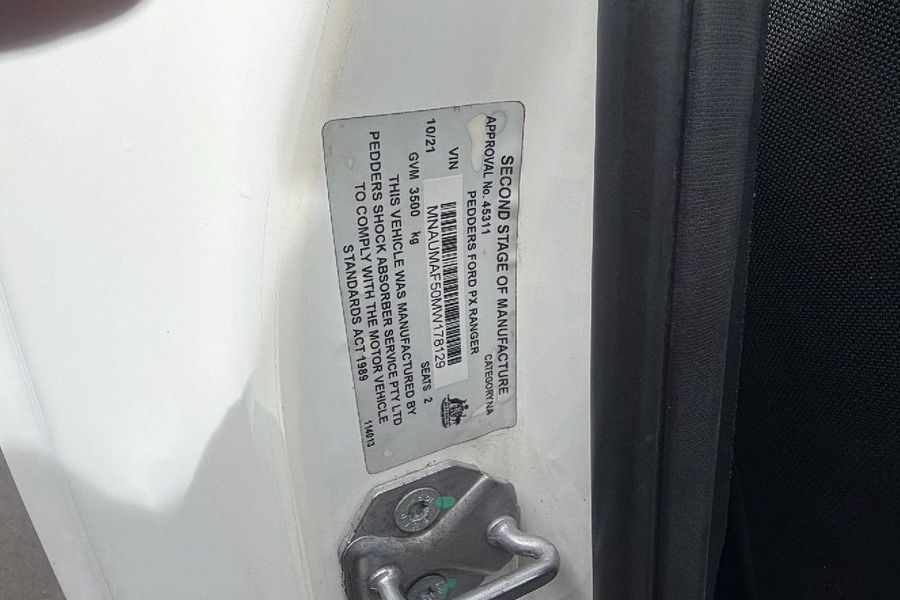 SECOND STAGE OF MANUFACTURE
APPROVAL No. 45311 CATEGORY NA
PEDDERS FORD PX RANGER
VIN MNAUMAF50MW178129
10/21 SEATS 2
GVM 3500 kg
THIS VEHICLE WAS MANUFACTURED BY
PEDDERS SHOCK ABSORBER SERVICE PTY LTD
TO COMPLY WITH THE MOTOR VEHICLE
STANDARDS ACT 1989
114013